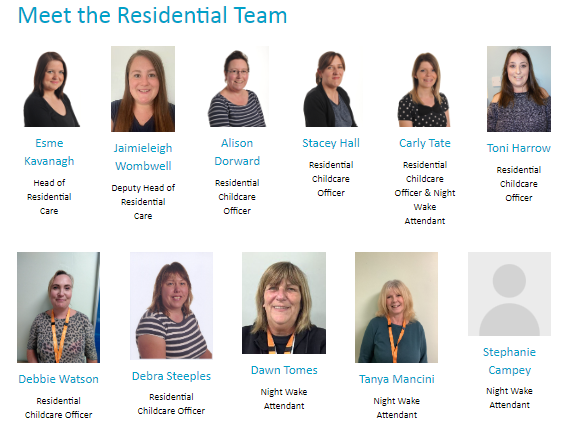 Meet the Residential Team
Esme
Kavanagh
Head of
Residential
Care
Jaimieleigh
Wombwell
Deputy Head of
Residential
Care
Alison
Dorward
Residential
Childcare
Officer
Stacey Hall
Residential
Childcare
Officer
Carly Tate
Residential
Childcare
Officer & Night
Wake
Attendant
Toni Harrow
Residential
Childcare
Officer
Debbie Watson
Residential
Childcare Officer
Debra Steeples
Residential
Childcare Officer
Dawn Tomes
Night Wake
Attendant
Tanya Mancini
Night Wake
Attendant
Stephanie
Campey
Night Wake
Attendant